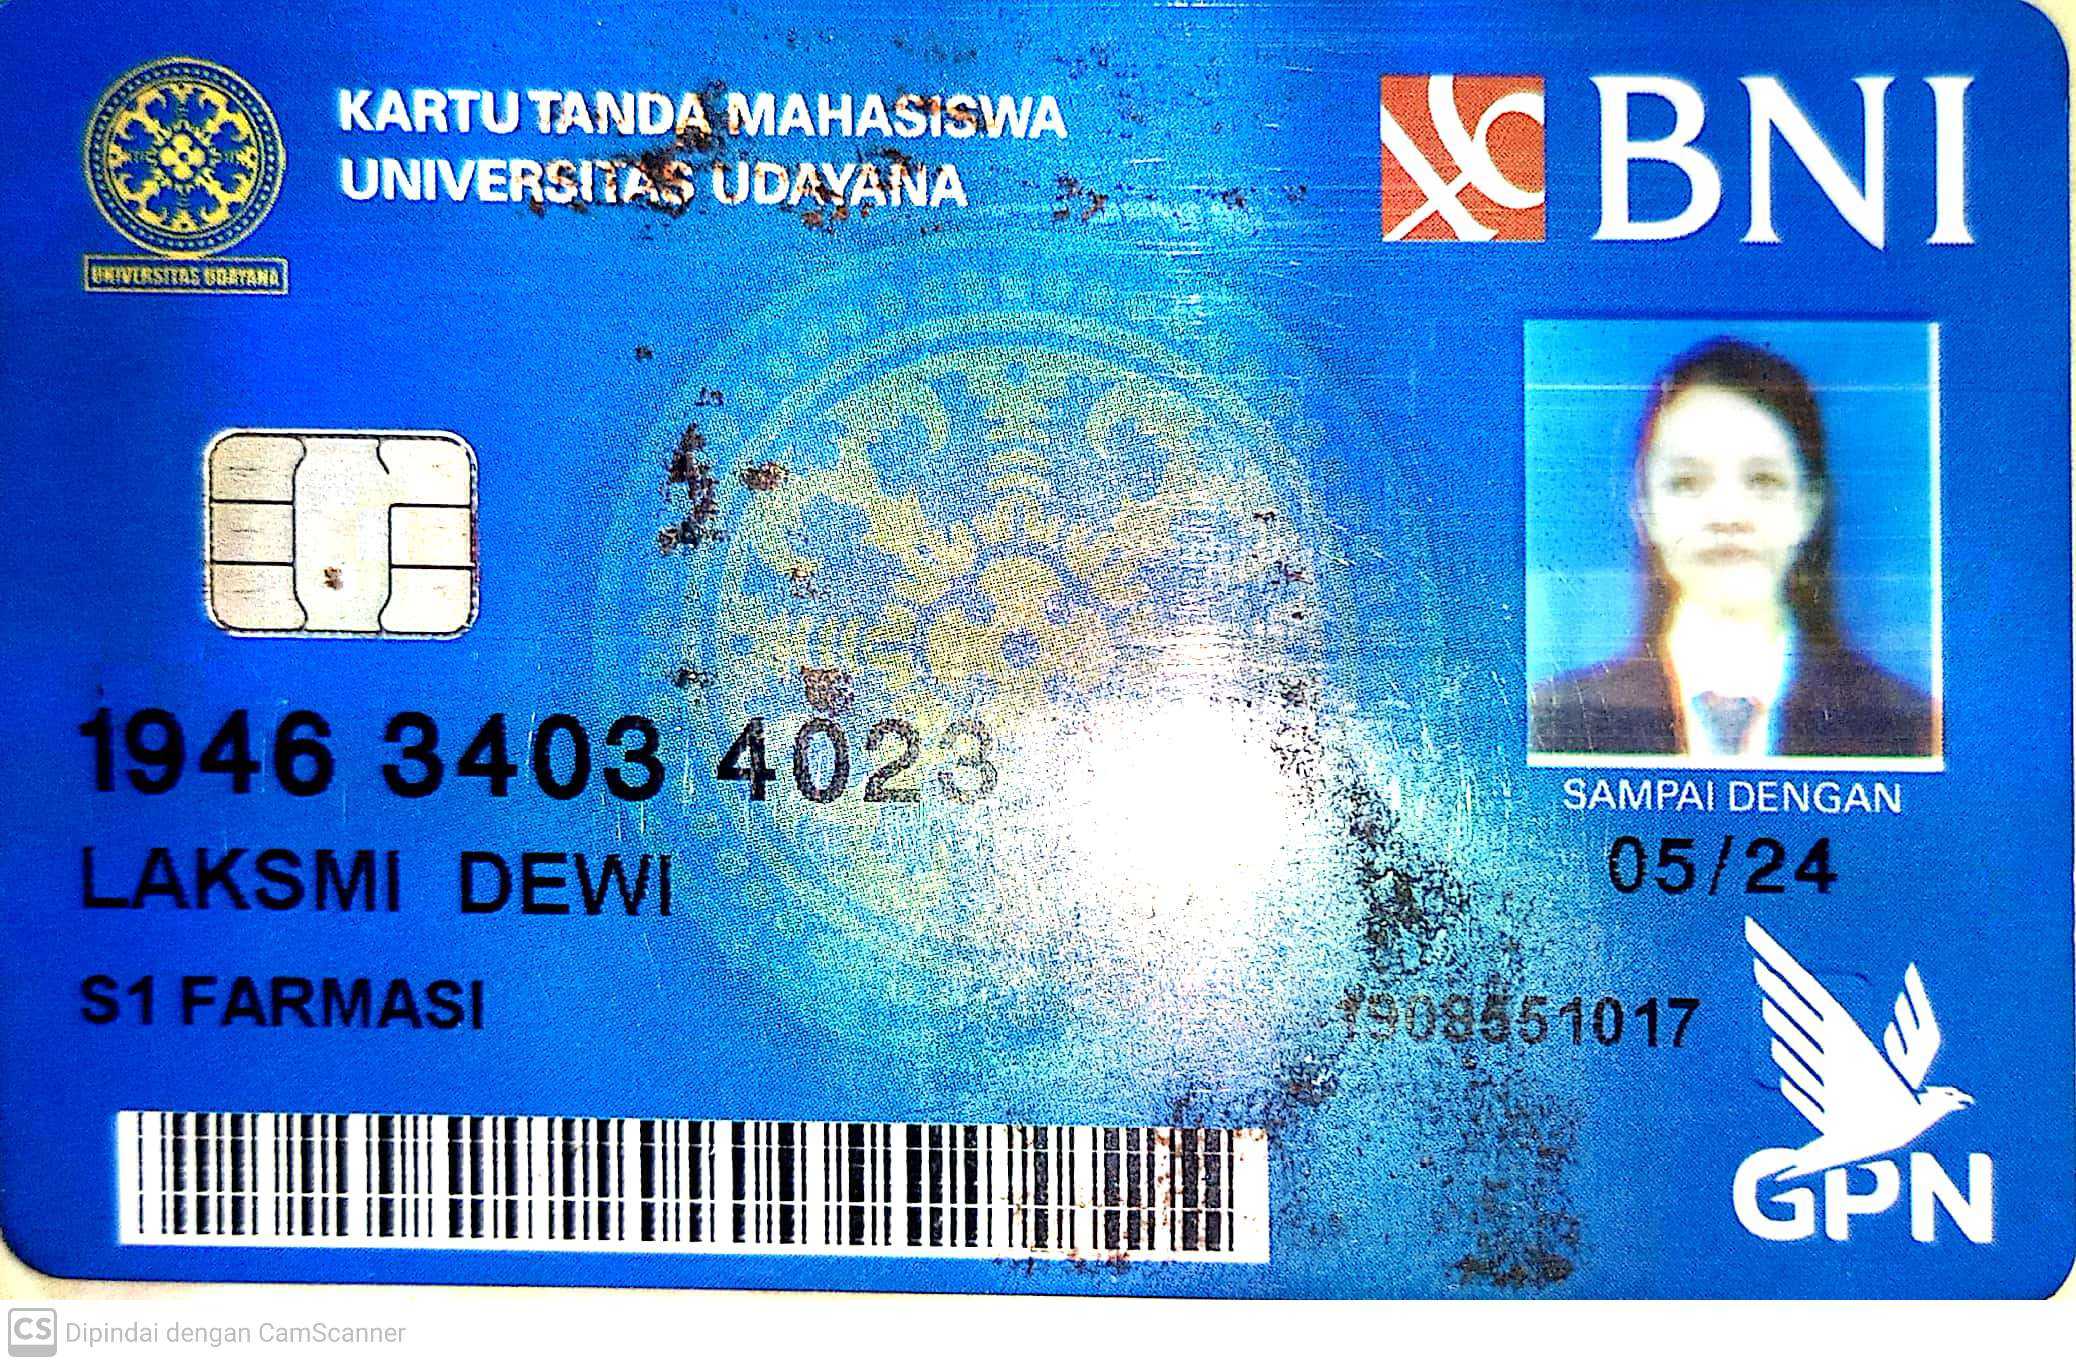 KARTU TANDA MAHASISWA
UNIVERSITAS UDAYANA
BNI
UNIVERSITAS UDAYANA
1946 3403 4023
SAMPAI DENGAN
05/24
LAKSMI DEWI
S1 FARMASI
1908551017
GPN
CS Dipindai dengan CamScanner